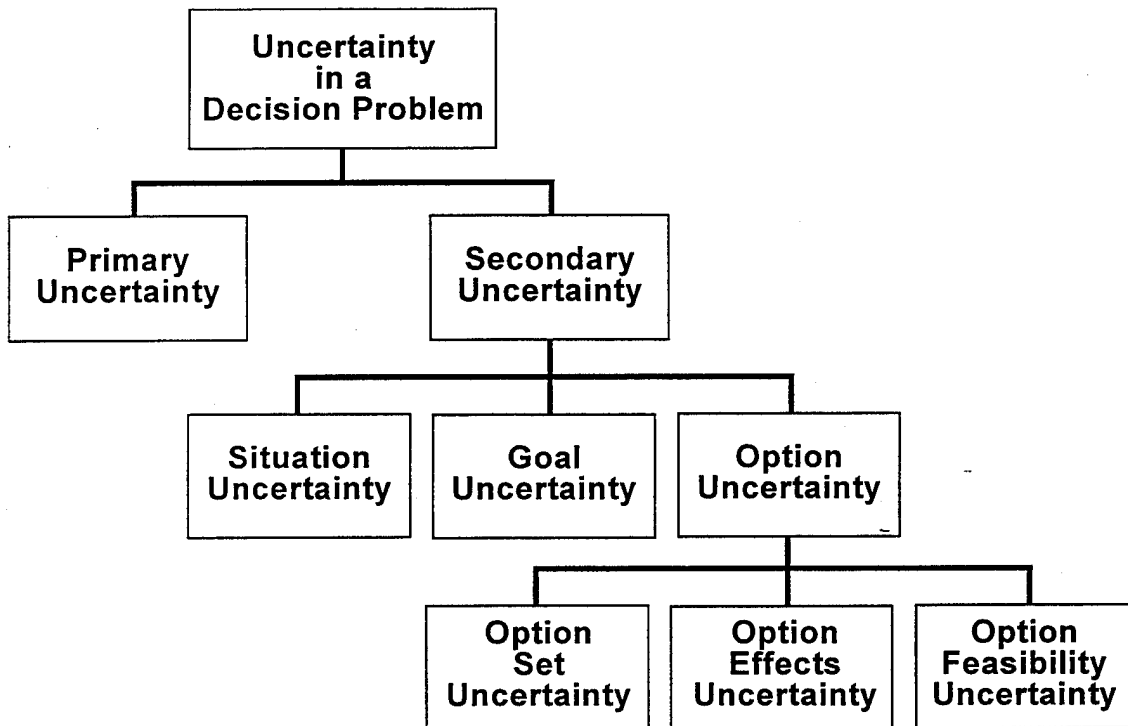 Uncertainty
in a
Decision Problem
Primary
Uncertainty
Secondary
Uncertainty
Situation
Uncertainty
Goal
Uncertainty
Option
Uncertainty
Option
Set
Uncertainty
Option
Effects
Uncertainty
Option
Feasibility
Uncertainty